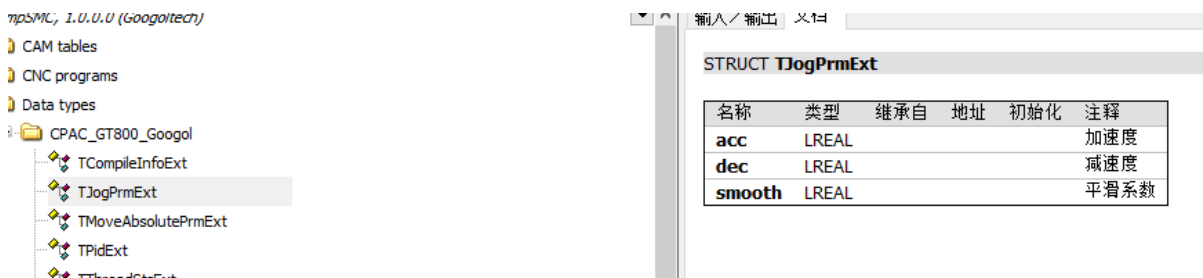 mpSMC, 1.0.0.0 (Googoltech)
CAM tables
CNC programs
Data types
CPAC_GT800_Googol
TCompileInfoExt
TJogPrmExt
TMoveAbsolutePrmExt
TPidExt
输入／输出 文档
STRUCT TJogPrmExt
名称 类型 继承自 地址 初始化 注释
acc LREAL 加速度
dec LREAL 减速度
smooth LREAL 平滑系数